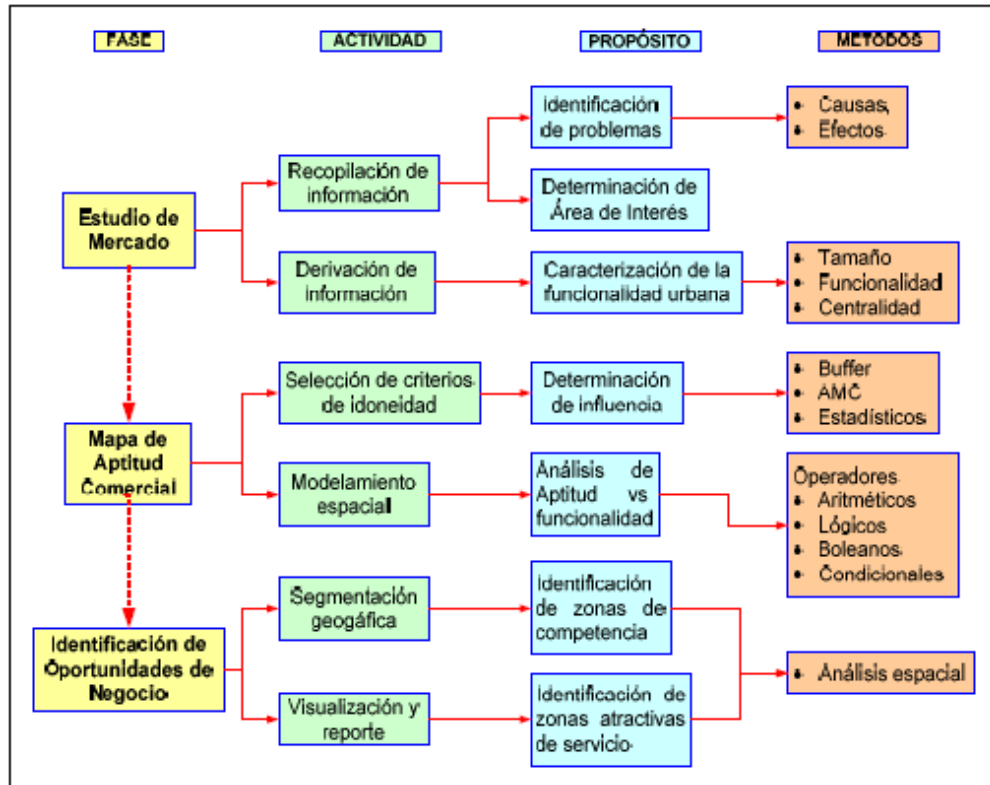 FASE
ACTIVIDAD
PROPÓSITO
METODOS
Identificación
de problemas
• Causas,
• Efectos.
Recopilación de
información
Determinación de
Área de Interés
Estudio de
Mercado
Derivación de
información
Caracterización de la
funcionalidad urbana
• Tamaño
• Funcionalidad
• Centralidad
Selección de criterios
de idoneidad
Determinación
de influencia
• Buffer
• AMC
• Estadísticos
Mapa de
Aptitud
Comercial
Modelamiento
espacial
Análisis de
Aptitud vs
funcionalidad
Operadores
• Aritméticos
• Lógicos
• Boleanos
• Condicionales
Segmentación
geogáfica
Identificación
de zonas de
competencia
Identificación de
Oportunidades de
Negocio
• Análisis espacial
Visualización y
reporte
Identificación de
zonas atractivas
de servicio